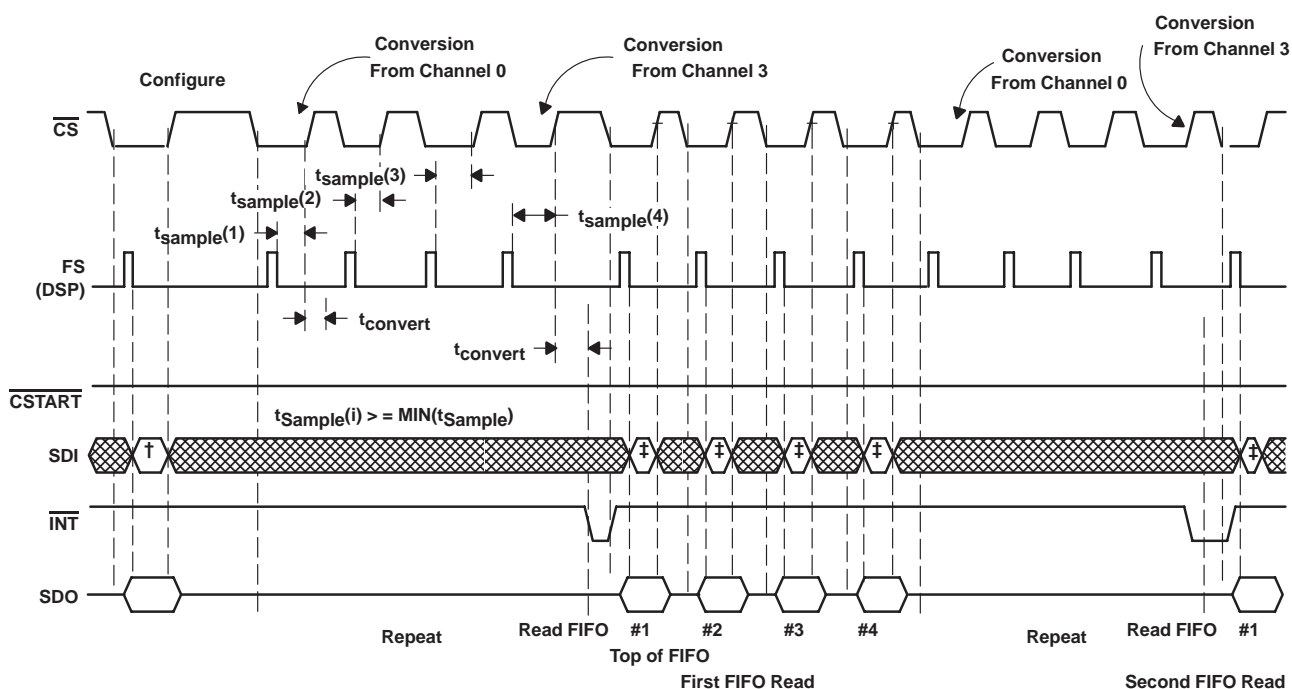 Configure
Conversion
From Channel 0
Conversion
From Channel 3
Conversion
From Channel 0
Conversion
From Channel 3
CS
tsample(3)
tsample(2)
tsample(4)
tsample(1)
FS
(DSP)
tconvert
tconvert
CSTART
tSample(i) > = MIN(tSample)
SDI
†
‡
‡
‡
‡
‡
INT
SDO
Repeat
Read FIFO
#1
#2
#3
#4
Repeat
Read FIFO
#1
Top of FIFO
First FIFO Read
Second FIFO Read